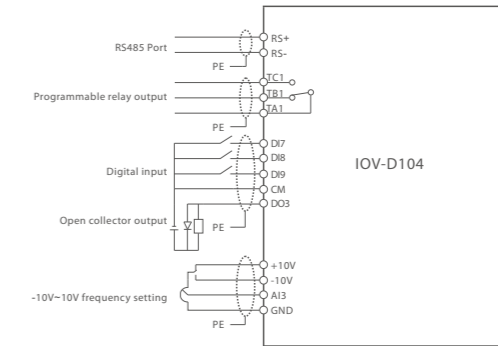 RS485 Port
RS+
RS-
PE
Programmable relay output
TC1
TB1
TA1
PE
Digital input
DI7
DI8
DI9
CM
DO3
Open collector output
PE
IOV-D104
-10V~10V frequency setting
+10V
-10V
AI3
GND
PE